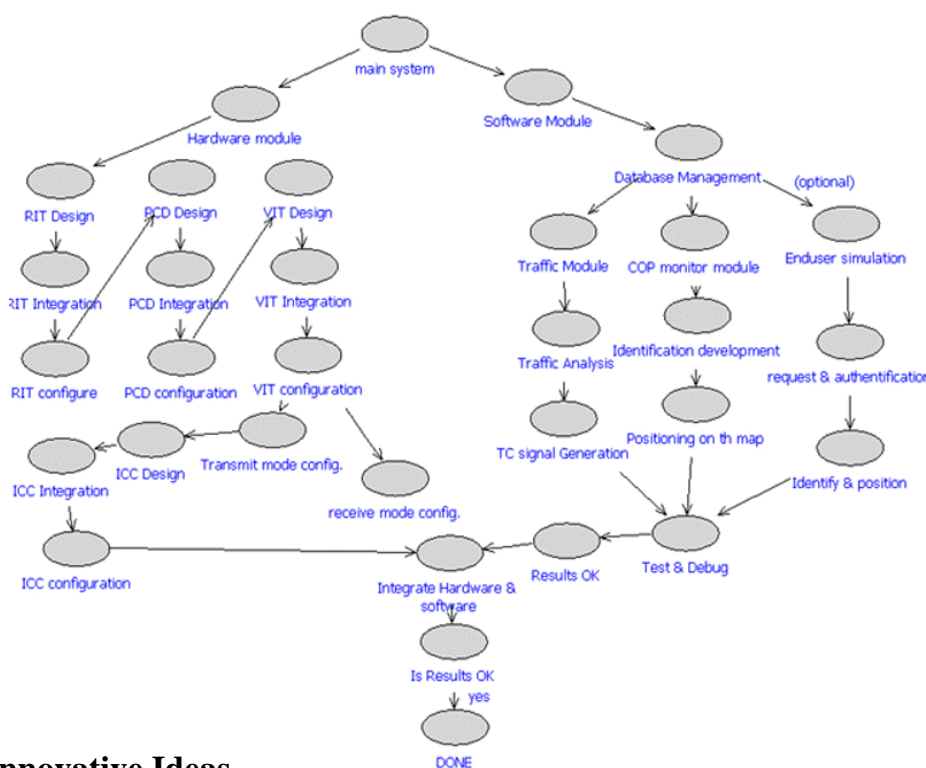 main system
Software Module
Hardware module
Database Management
(optional)
RIT Design
PCD Design
VIT Design
Traffic Module
COP monitor module
Enduser simulation
RIT Integration
PCD Integration
VIT Integration
Traffic Analysis
Identification development
request & authentification
RIT configure
PCD configuration
VIT configuration
TC signal Generation
Positioning on th map
Identify & position
ICC Integration
ICC Design
Transmit mode config.
receive mode config.
ICC configuration
Integrate Hardware &
software
Results OK
Test & Debug
Is Results OK
yes
DONE
nnovative Ideas